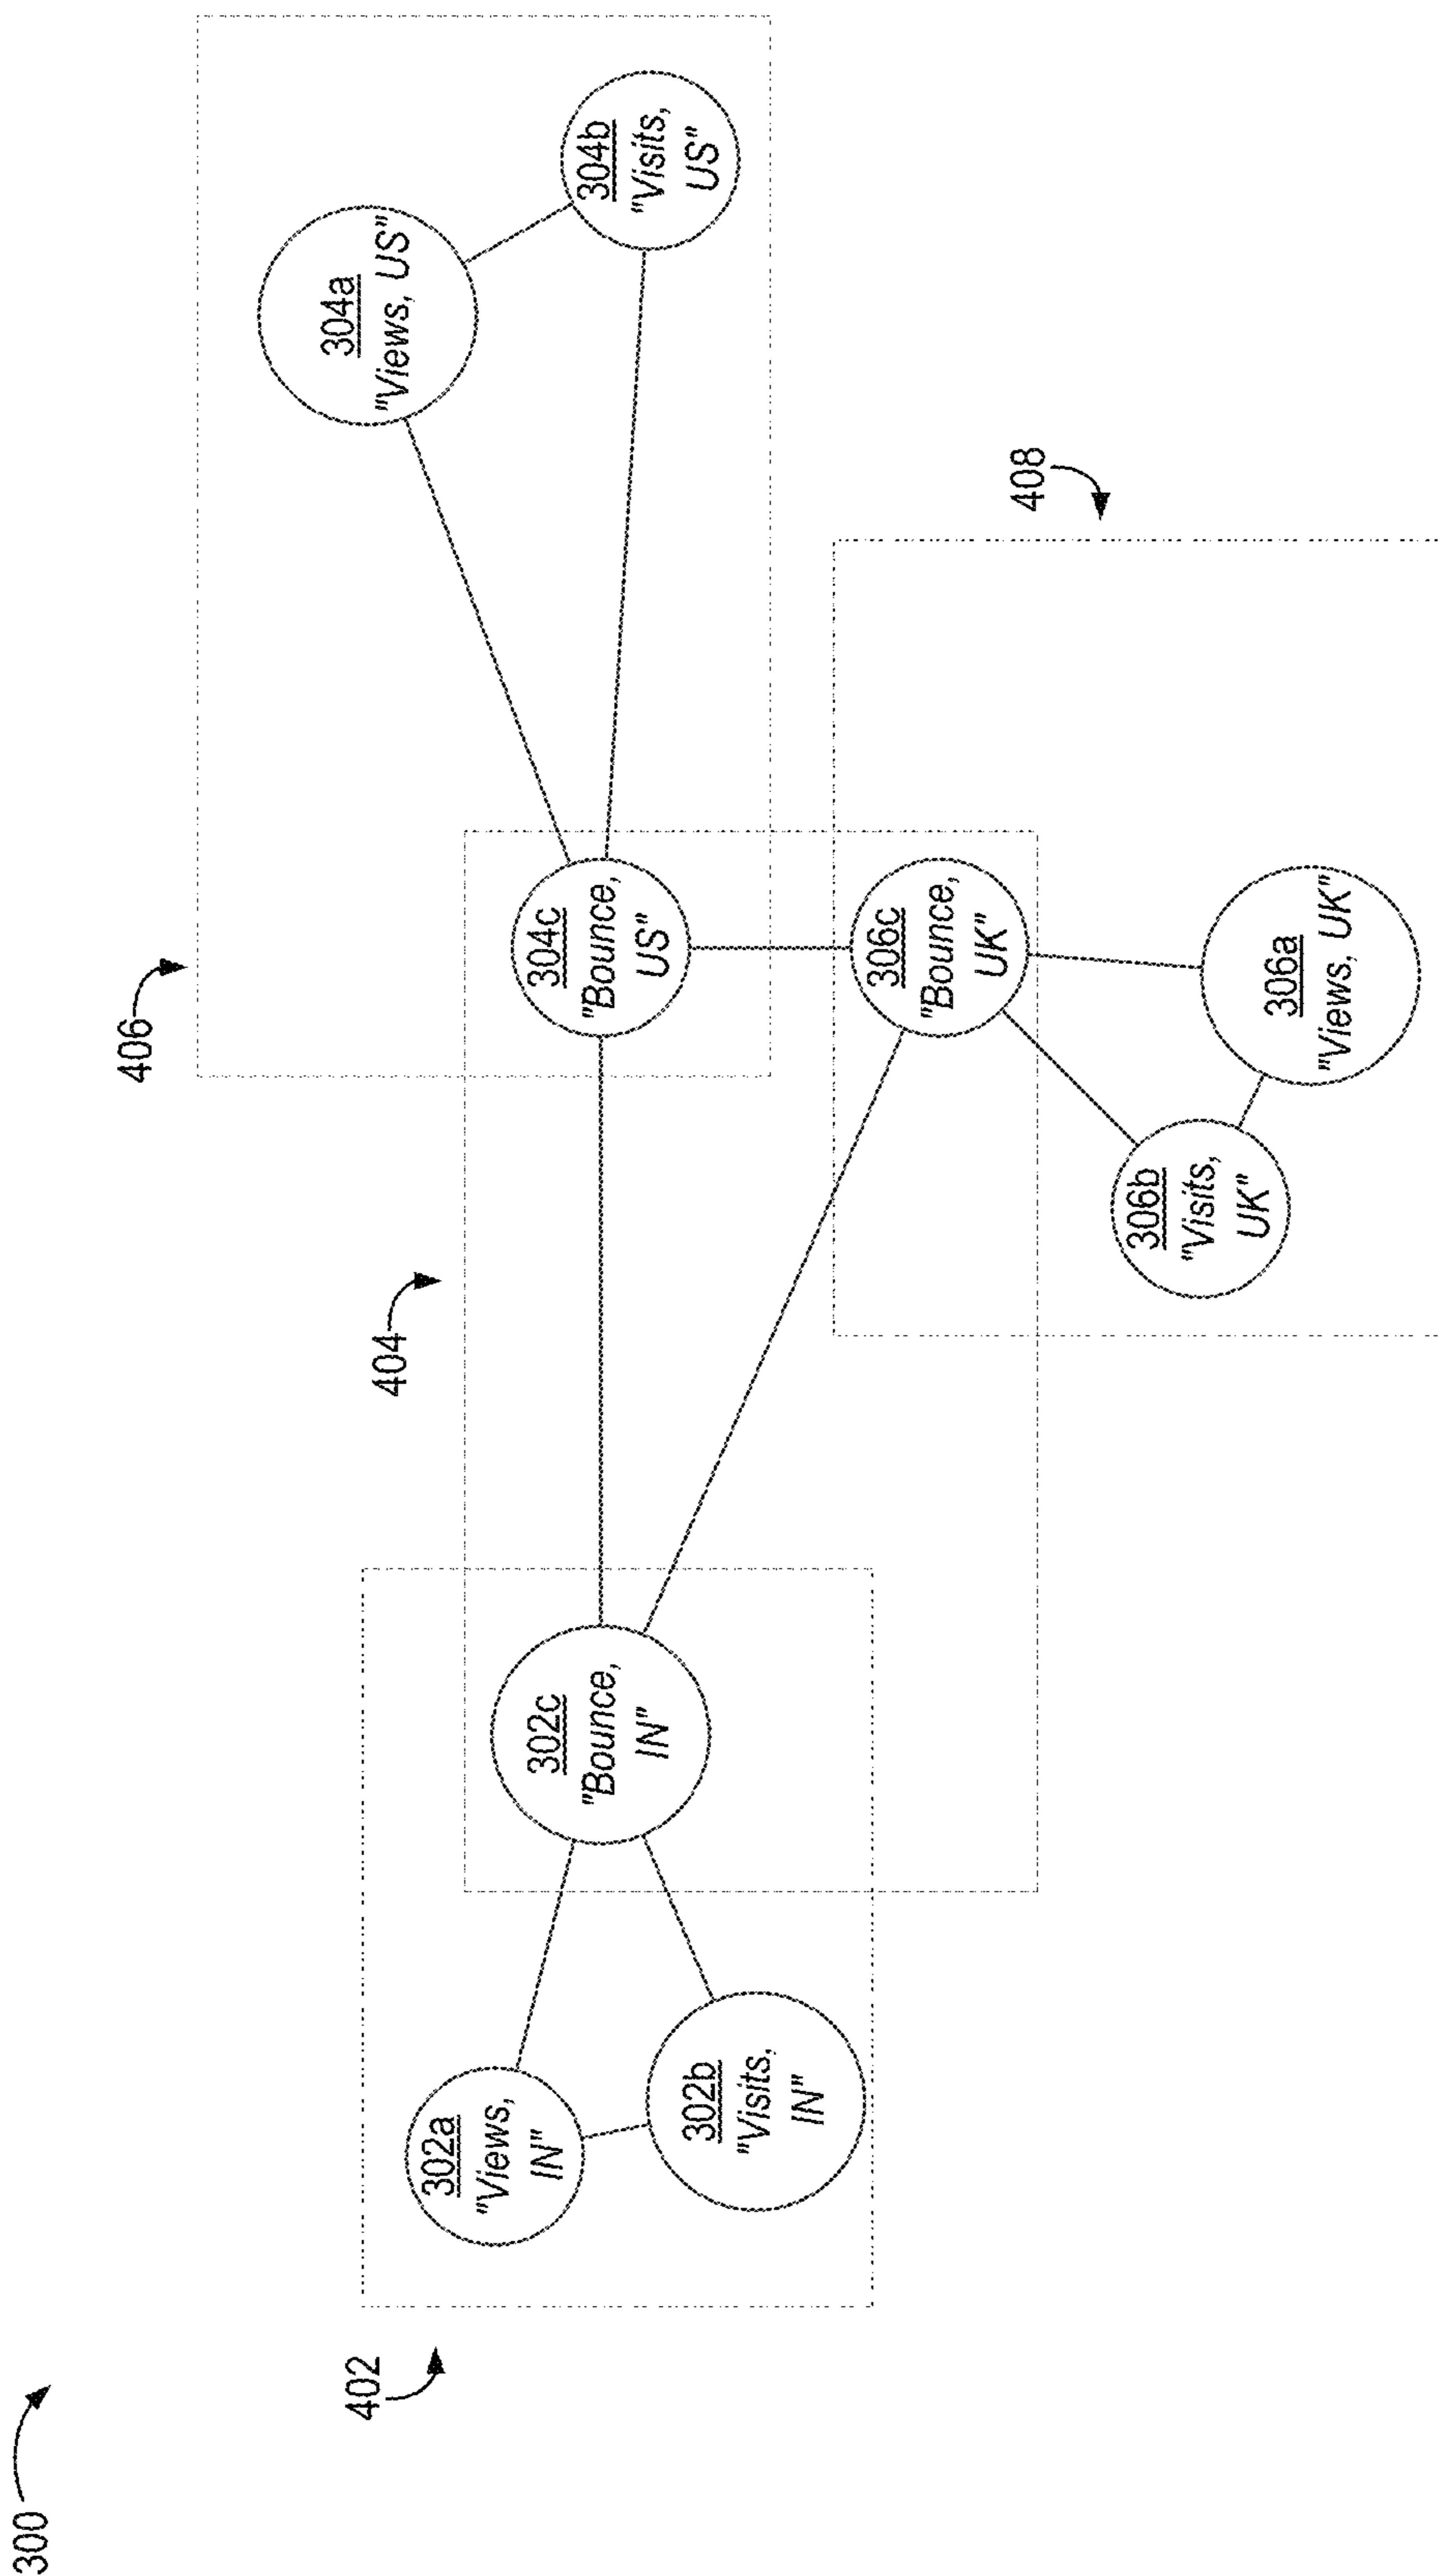 300
402
302a
"Views,
IN"
302b
"Visits,
IN"
302c
"Bounce,
IN"
404
406
304c
"Bounce,
US"
304a
"Views, US"
304b
"Visits,
US"
306c
"Bounce,
UK"
306b
"Visits,
UK"
306a
"Views, UK"
408